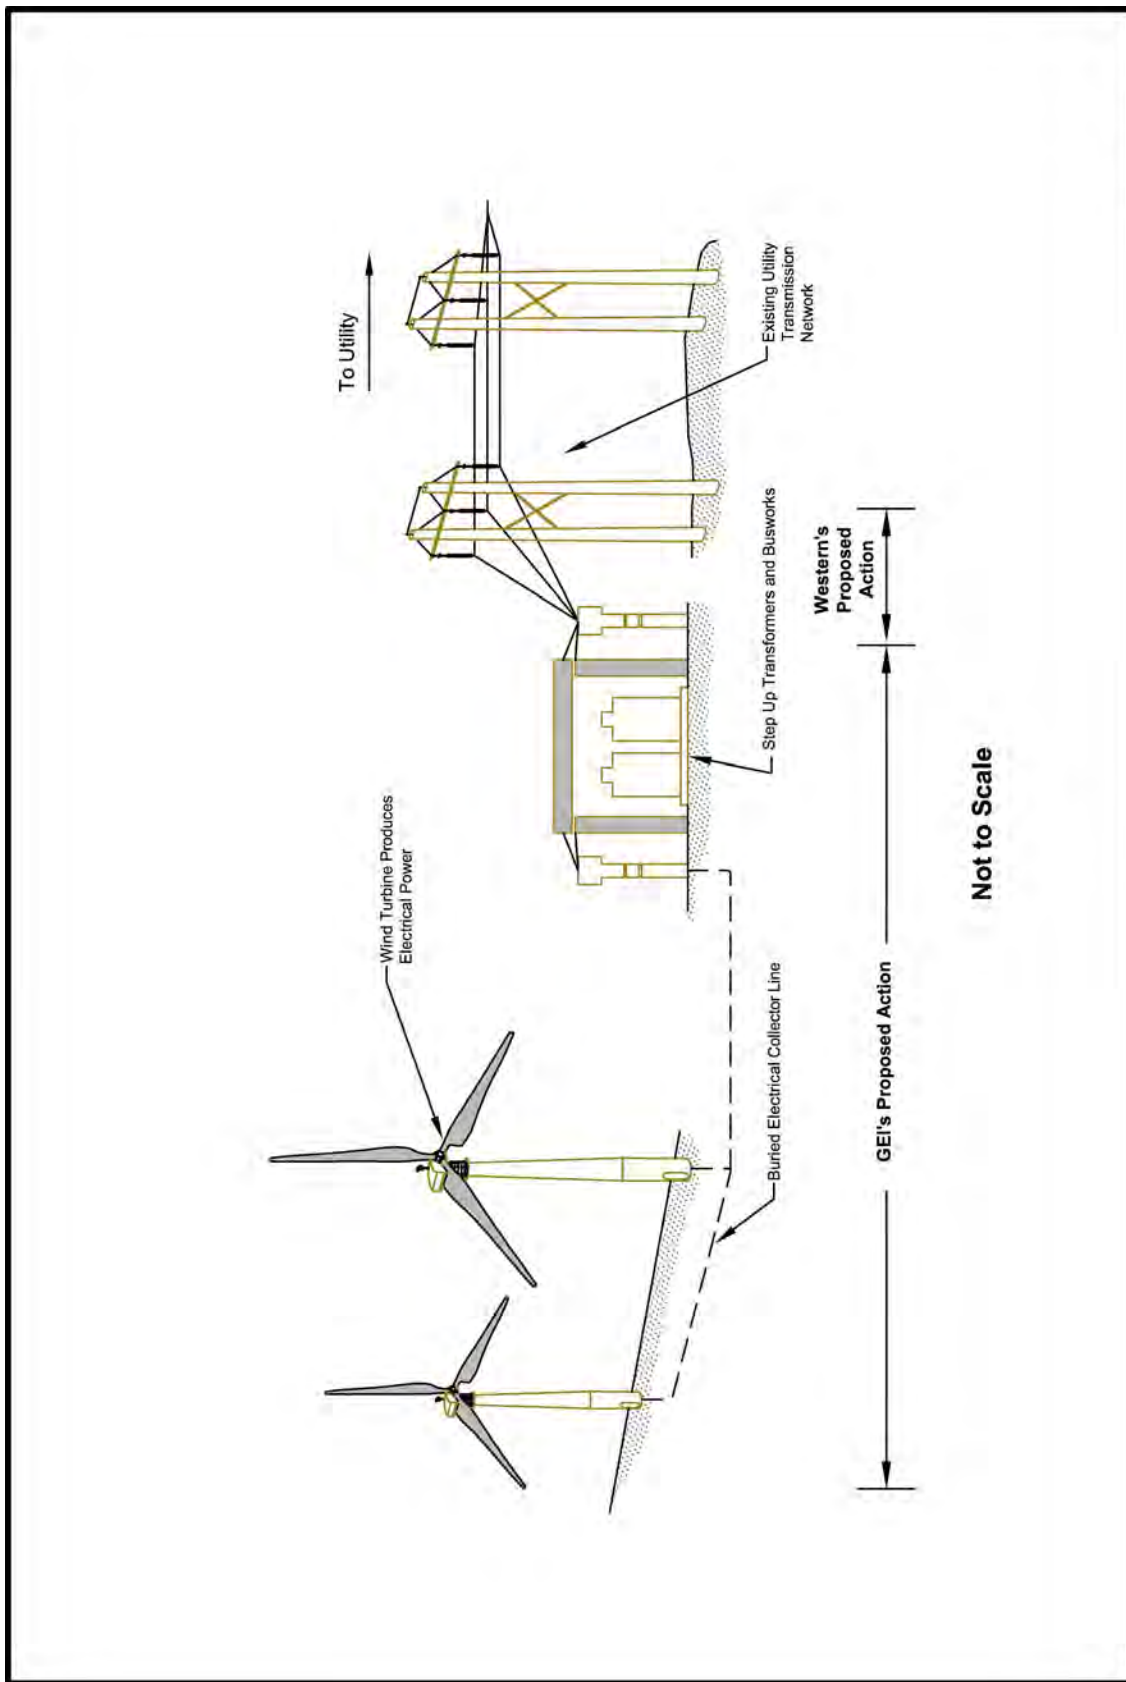 To Utility
Wind Turbine Produces
Electrical Power
Existing Utility
Transmission
Network
Step Up Transformers and Busworks
Buried Electrical Collector Line
Western's
Proposed
Action
GEI's Proposed Action
Not to Scale